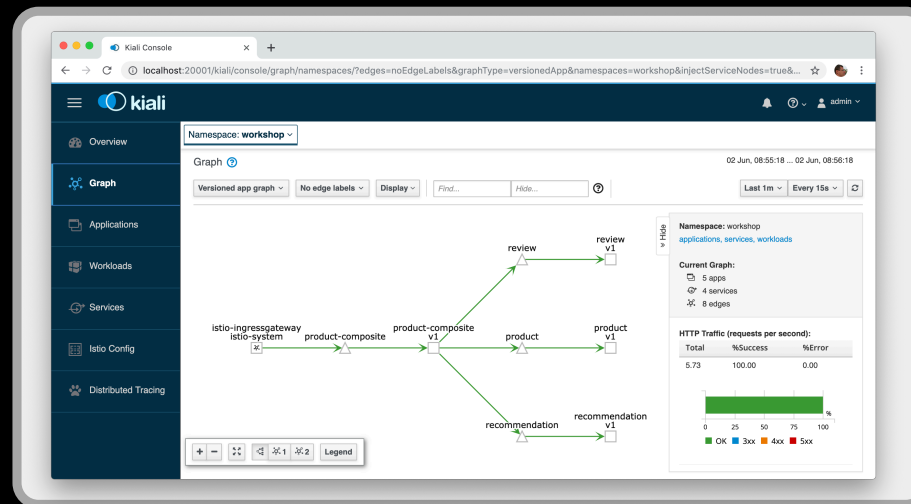 Kiali Console
localhost:20001/kiali/console/graph/namespaces/?edges=noEdgeLabels&graphType=versionedApp&namespaces=workshop&injectServiceNodes=true&...
kiali
admin
Overview
Graph
Applications
Workloads
Services
Istio Config
Distributed Tracing
Namespace: workshop
Graph
02 Jun, 08:55:18 ... 02 Jun, 08:56:18
Versioned app graph
No edge labels
Display
Find...
Hide...
Last 1m
Every 15s
Hide
review
review
v1
istio-ingressgateway
istio-system
product-composite
product-composite
v1
product
product
v1
recommendation
recommendation
v1
Namespace: workshop
applications, services, workloads
Current Graph:
5 apps
4 services
8 edges
HTTP Traffic (requests per second):
Total %Success %Error
5.73 100.00 0.00
%
0 25 50 75 100
OK 3xx 4xx 5xx
1 2 Legend